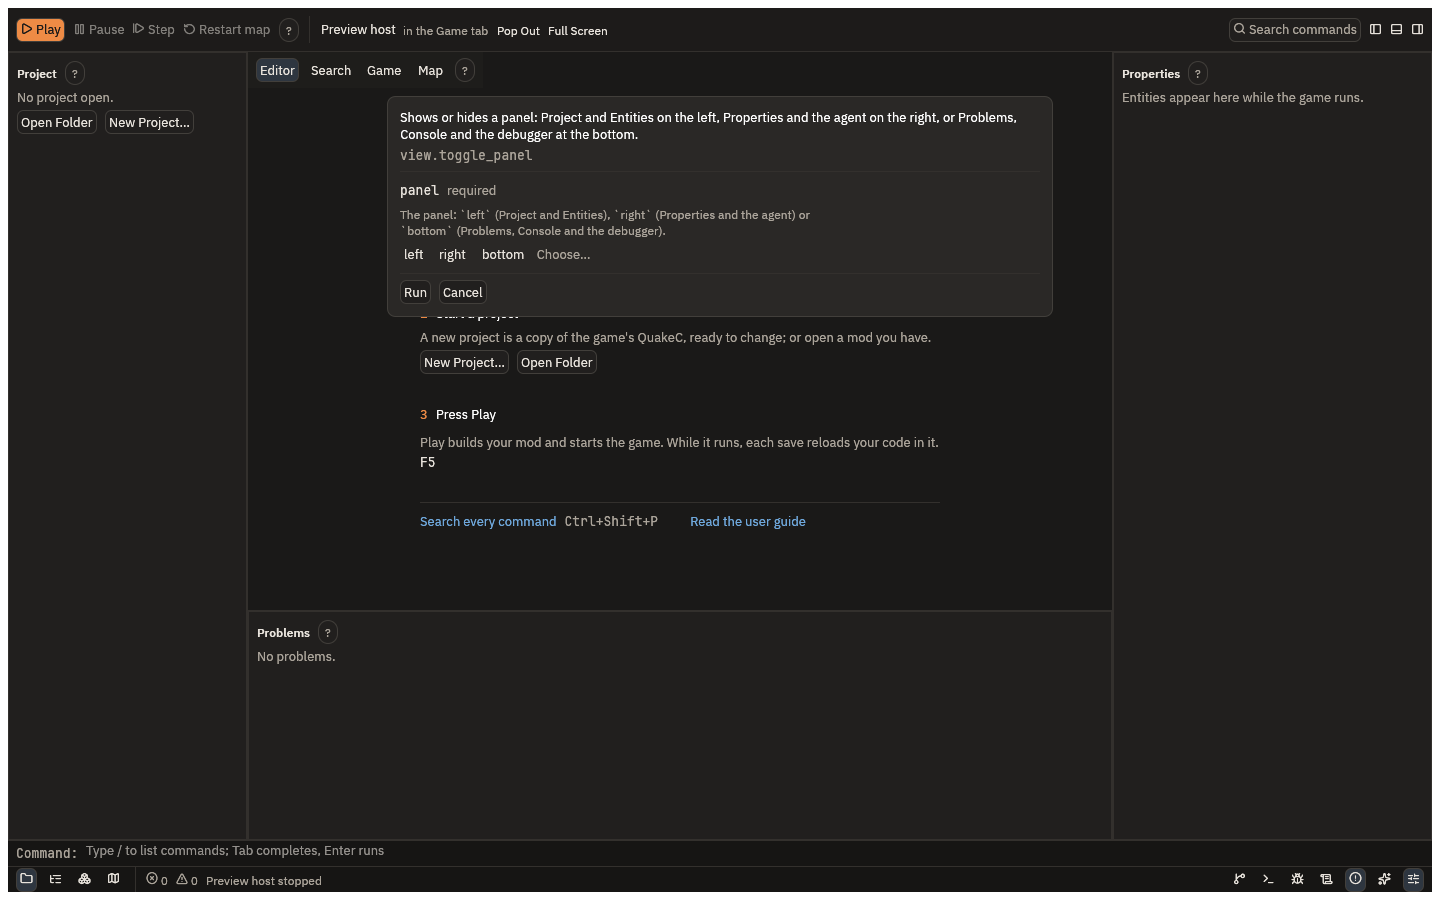 Play Pause Step Restart map ? Preview host in the Game tab Pop Out Full Screen Search commands
Project ?
No project open.
Open Folder New Project...
Editor Search Game Map ?
Shows or hides a panel: Project and Entities on the left, Properties and the agent on the right, or Problems,
Console and the debugger at the bottom.
view.toggle_panel
panel required
The panel: `left` (Project and Entities), `right` (Properties and the agent) or
`bottom` (Problems, Console and the debugger).
left right bottom Choose...
Run Cancel
2 Start a project
A new project is a copy of the game's QuakeC, ready to change; or open a mod you have.
New Project... Open Folder
3 Press Play
Play builds your mod and starts the game. While it runs, each save reloads your code in it.
F5
Search every command Ctrl+Shift+P Read the user guide
Properties ?
Entities appear here while the game runs.
Problems ?
No problems.
Command: Type / to list commands; Tab completes, Enter runs
0 0 Preview host stopped